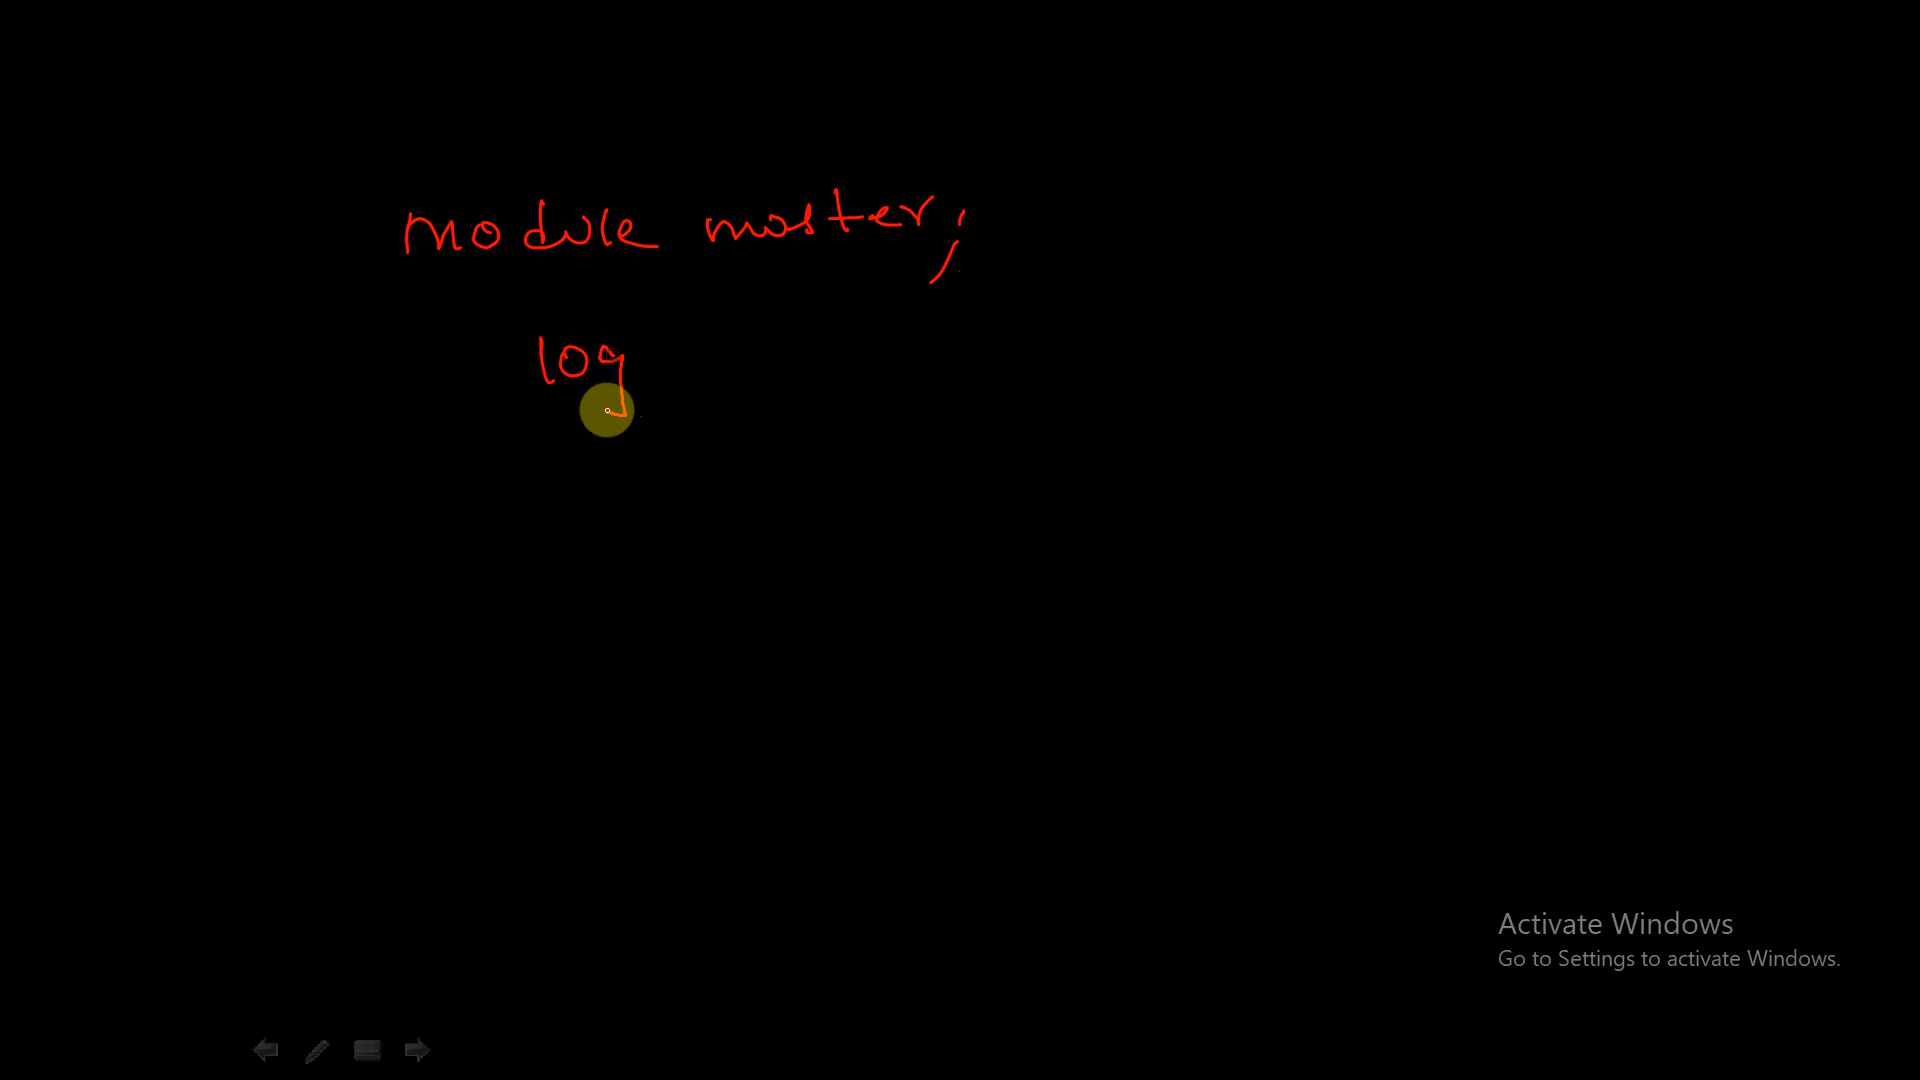 module master;
log
Activate Windows
Go to Settings to activate Windows.